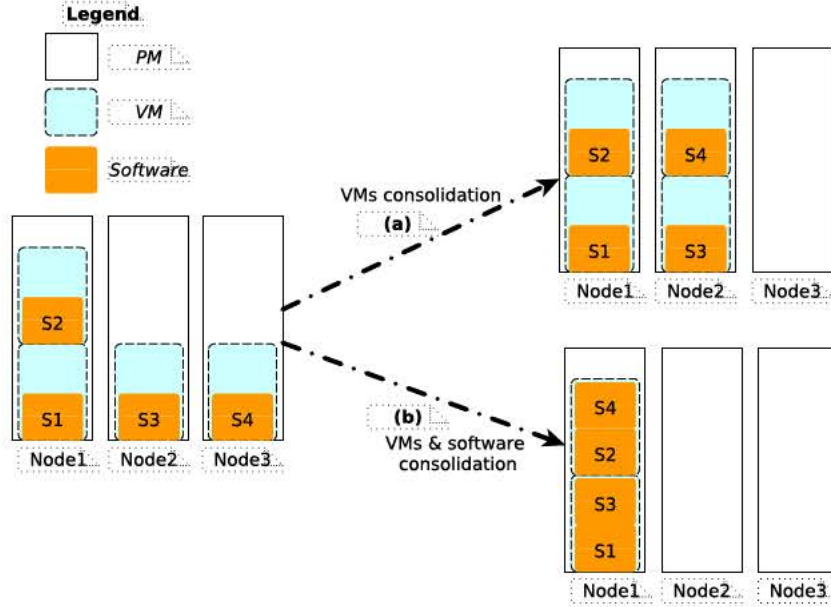 Legend
PM
VM
Software
S2
S1
S3
S4
Node1
Node2
Node3
VMs consolidation
(a)
S2
S4
S1
S3
Node1
Node2
Node3
(b)
VMs & software
consolidation
S4
S2
S3
S1
Node1
Node2
Node3